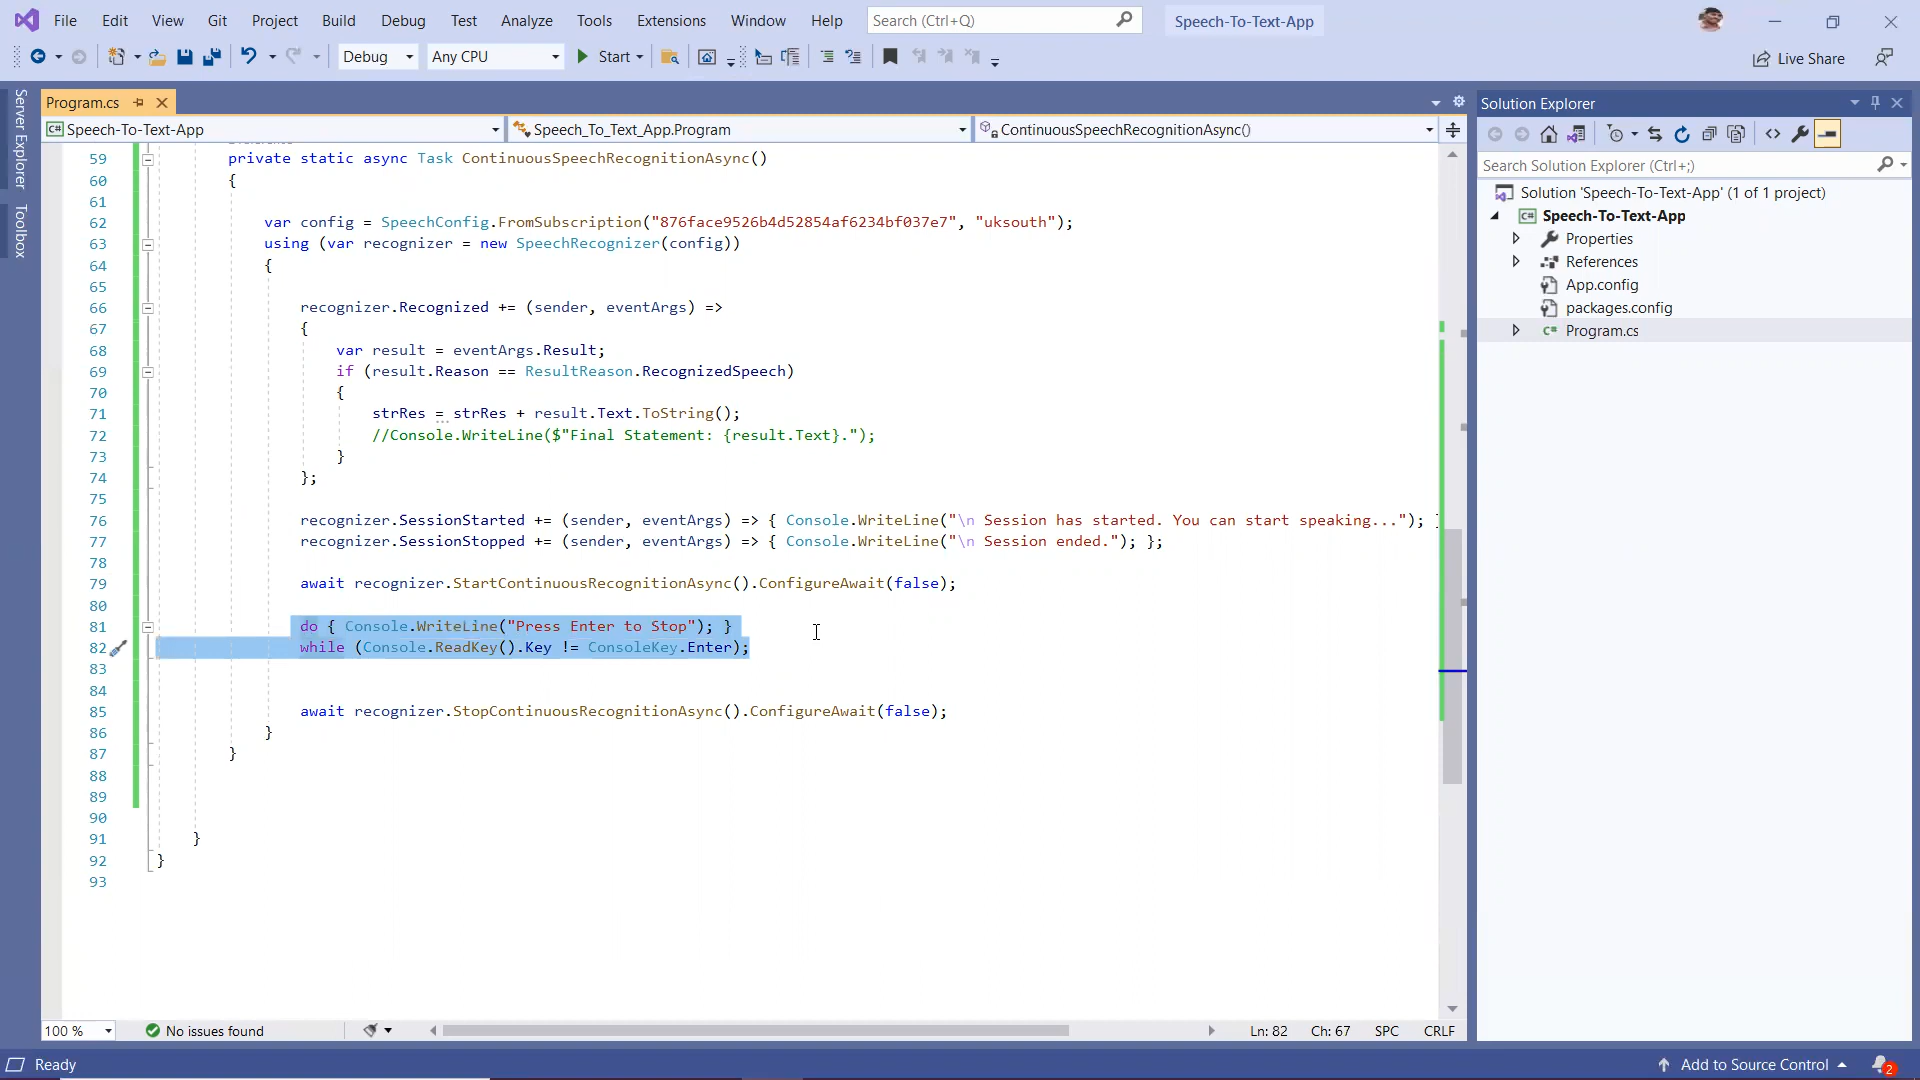 File Edit View Git Project Build Debug Test Analyze Tools Extensions Window Help Search (Ctrl+Q) Speech-To-Text-App
Debug Any CPU Start Live Share
Server Explorer
Toolbox
Program.cs
Speech-To-Text-App Speech_To_Text_App.Program ContinuousSpeechRecognitionAsync()
59 private static async Task ContinuousSpeechRecognitionAsync()
60 {
61
62 var config = SpeechConfig.FromSubscription("876face9526b4d52854af6234bf037e7", "uksouth");
63 using (var recognizer = new SpeechRecognizer(config))
64 {
65
66 recognizer.Recognized += (sender, eventArgs) =>
67 {
68 var result = eventArgs.Result;
69 if (result.Reason == ResultReason.RecognizedSpeech)
70 {
71 strRes = strRes + result.Text.ToString();
72 //Console.WriteLine($"Final Statement: {result.Text}.");
73 }
74 };
75
76 recognizer.SessionStarted += (sender, eventArgs) => { Console.WriteLine("\n Session has started. You can start speaking..."); }
77 recognizer.SessionStopped += (sender, eventArgs) => { Console.WriteLine("\n Session ended."); };
78
79 await recognizer.StartContinuousRecognitionAsync().ConfigureAwait(false);
80
81 do { Console.WriteLine("Press Enter to Stop"); }
82 while (Console.ReadKey().Key != ConsoleKey.Enter);
83
84
85 await recognizer.StopContinuousRecognitionAsync().ConfigureAwait(false);
86 }
87 }
88
89
90
91 }
92 }
93
100 % No issues found Ln: 82 Ch: 67 SPC CRLF
Solution Explorer
Search Solution Explorer (Ctrl+;)
Solution 'Speech-To-Text-App' (1 of 1 project)
C# Speech-To-Text-App
Properties
References
App.config
packages.config
C# Program.cs
Ready Add to Source Control 2